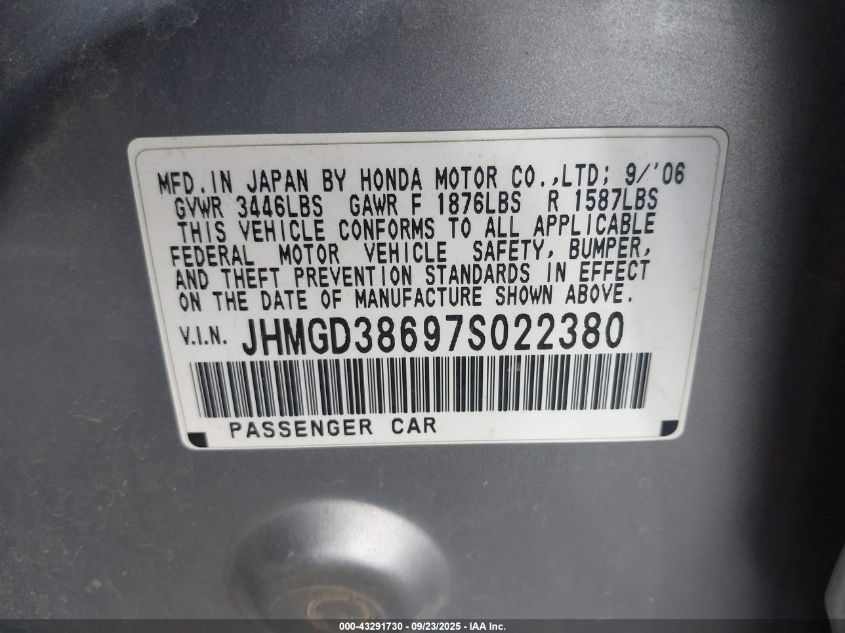 MFD. IN JAPAN BY HONDA MOTOR CO.,LTD; 9/'06
GVWR 3446LBS GAWR F 1876LBS R 1587LBS
THIS VEHICLE CONFORMS TO ALL APPLICABLE
FEDERAL MOTOR VEHICLE SAFETY, BUMPER,
AND THEFT PREVENTION STANDARDS IN EFFECT
ON THE DATE OF MANUFACTURE SHOWN ABOVE.
V.I.N. JHMGD38697S022380
PASSENGER CAR
000-43291730 - 09/23/2025 - IAA Inc.